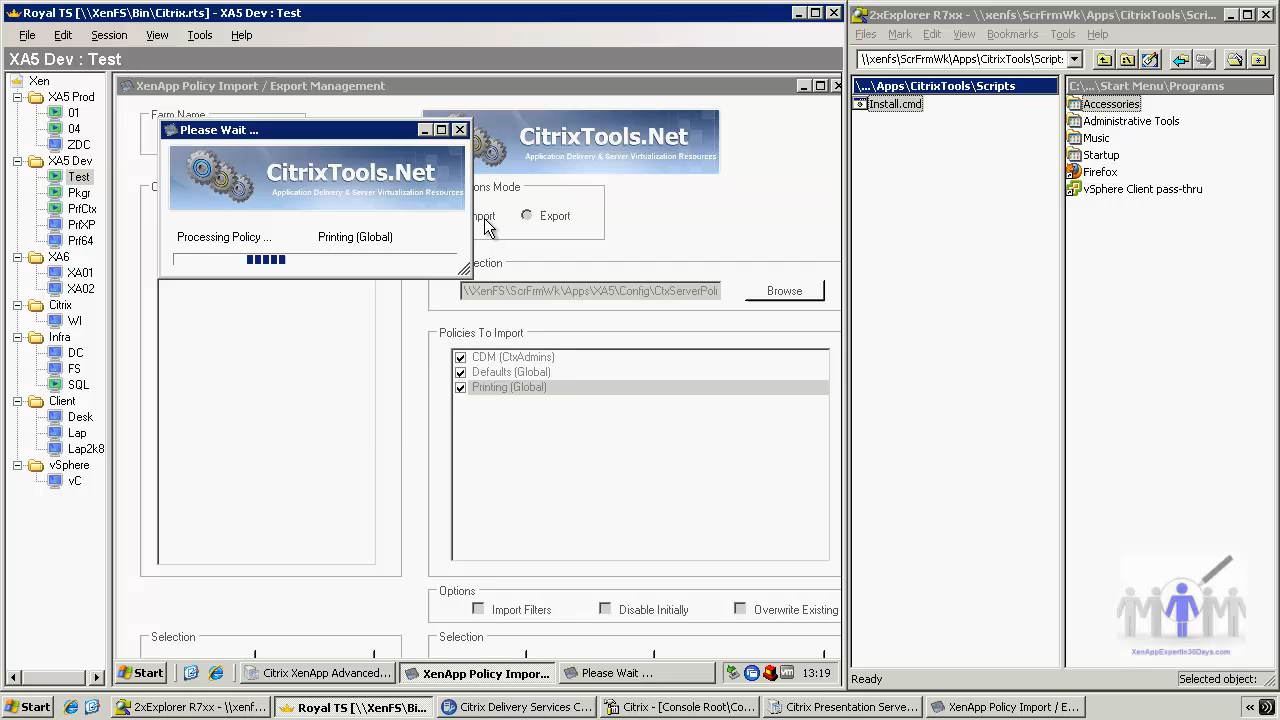 Royal TS [\\XenFS\Bin\Citrix.rts] - XA5 Dev : Test
File Edit Session View Tools Help
XA5 Dev : Test
Xen
XA5 Prod
01
04
ZDC
XA5 Dev
Test
Pkgr
PrfCtx
PrfXP
Prf64
XA6
XA01
XA02
Citrix
WI
Infra
DC
FS
SQL
Client
Desk
Lap
Lap2k8
vSphere
vC
XenApp Policy Import / Export Management
Farm Name
CitrixTools.Net
Application Delivery & Server Virtualization Resources
Please Wait ...
CitrixTools.Net
Application Delivery & Server Virtualization Resources
Processing Policy ... Printing (Global)
ons Mode
mport Export
ection
\\XenFS\ScrFrmWk\Apps\XA5\Config\CtxServerPoli
Browse
Policies To Import
CDM (CtxAdmins)
Defaults (Global)
Printing (Global)
Options
Import Filters Disable Initially Overwrite Existing
Selection
Selection
Start
Citrix XenApp Advanced...
XenApp Policy Impor...
Please Wait ...
13:19
2xExplorer R7xx - \\xenfs\ScrFrmWk\Apps\CitrixTools\Scri...
Files Mark Edit View Bookmarks Tools Help
\\xenfs\ScrFrmWk\Apps\CitrixTools\Script:
\...\Apps\CitrixTools\Scripts
Install.cmd
C:\...\Start Menu\Programs
Accessories
Administrative Tools
Music
Startup
Firefox
vSphere Client pass-thru
XenAppExpertIn30Days.com
Ready
Selected object:
Start
2xExplorer R7xx - \\xenf...
Royal TS [\\XenFS\Bi...
Citrix Delivery Services C...
Citrix - [Console Root\Co...
Citrix Presentation Serve...
XenApp Policy Import / E...